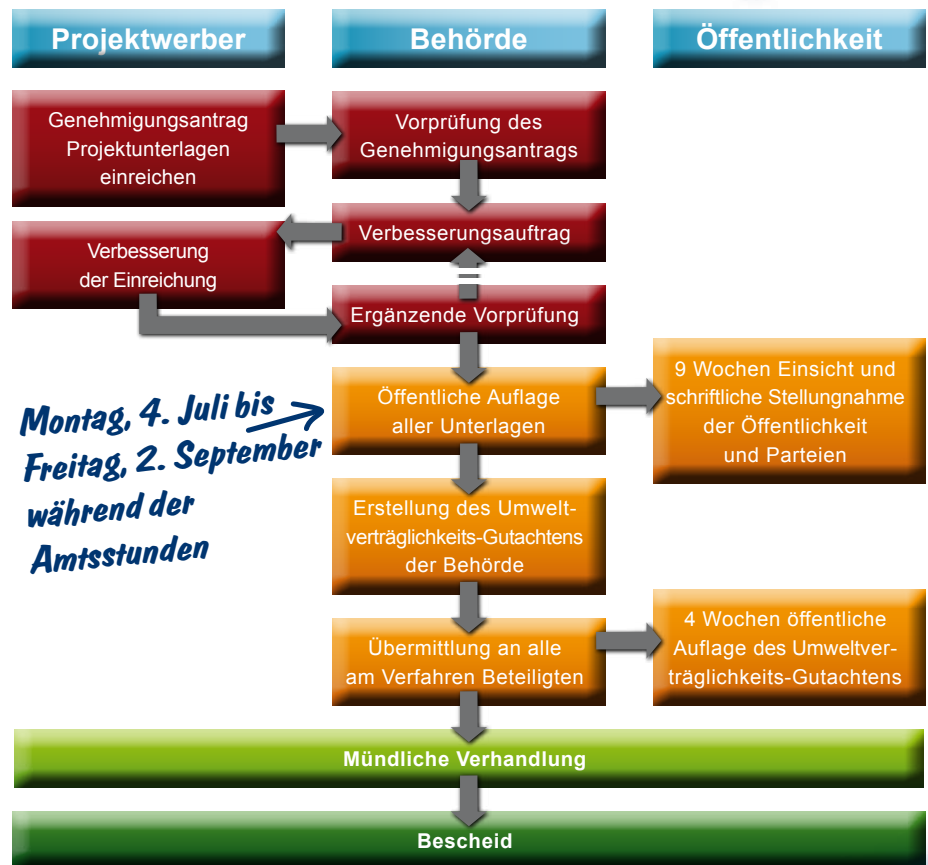 Projektwerber
Behörde
Öffentlichkeit
Genehmigungsantrag
Projektunterlagen
einreichen
Vorprüfung des
Genehmigungsantrags
Verbesserungsauftrag
Verbesserung
der Einreichung
Ergänzende Vorprüfung
Montag, 4. Juli bis
Freitag, 2. September
während der
Amtsstunden
Öffentliche Auflage
aller Unterlagen
9 Wochen Einsicht und
schriftliche Stellungnahme
der Öffentlichkeit
und Parteien
Erstellung des Umwelt-
verträglichkeits-Gutachtens
der Behörde
Übermittlung an alle
am Verfahren Beteiligten
4 Wochen öffentliche
Auflage des Umweltver-
träglichkeits-Gutachtens
Mündliche Verhandlung
Bescheid